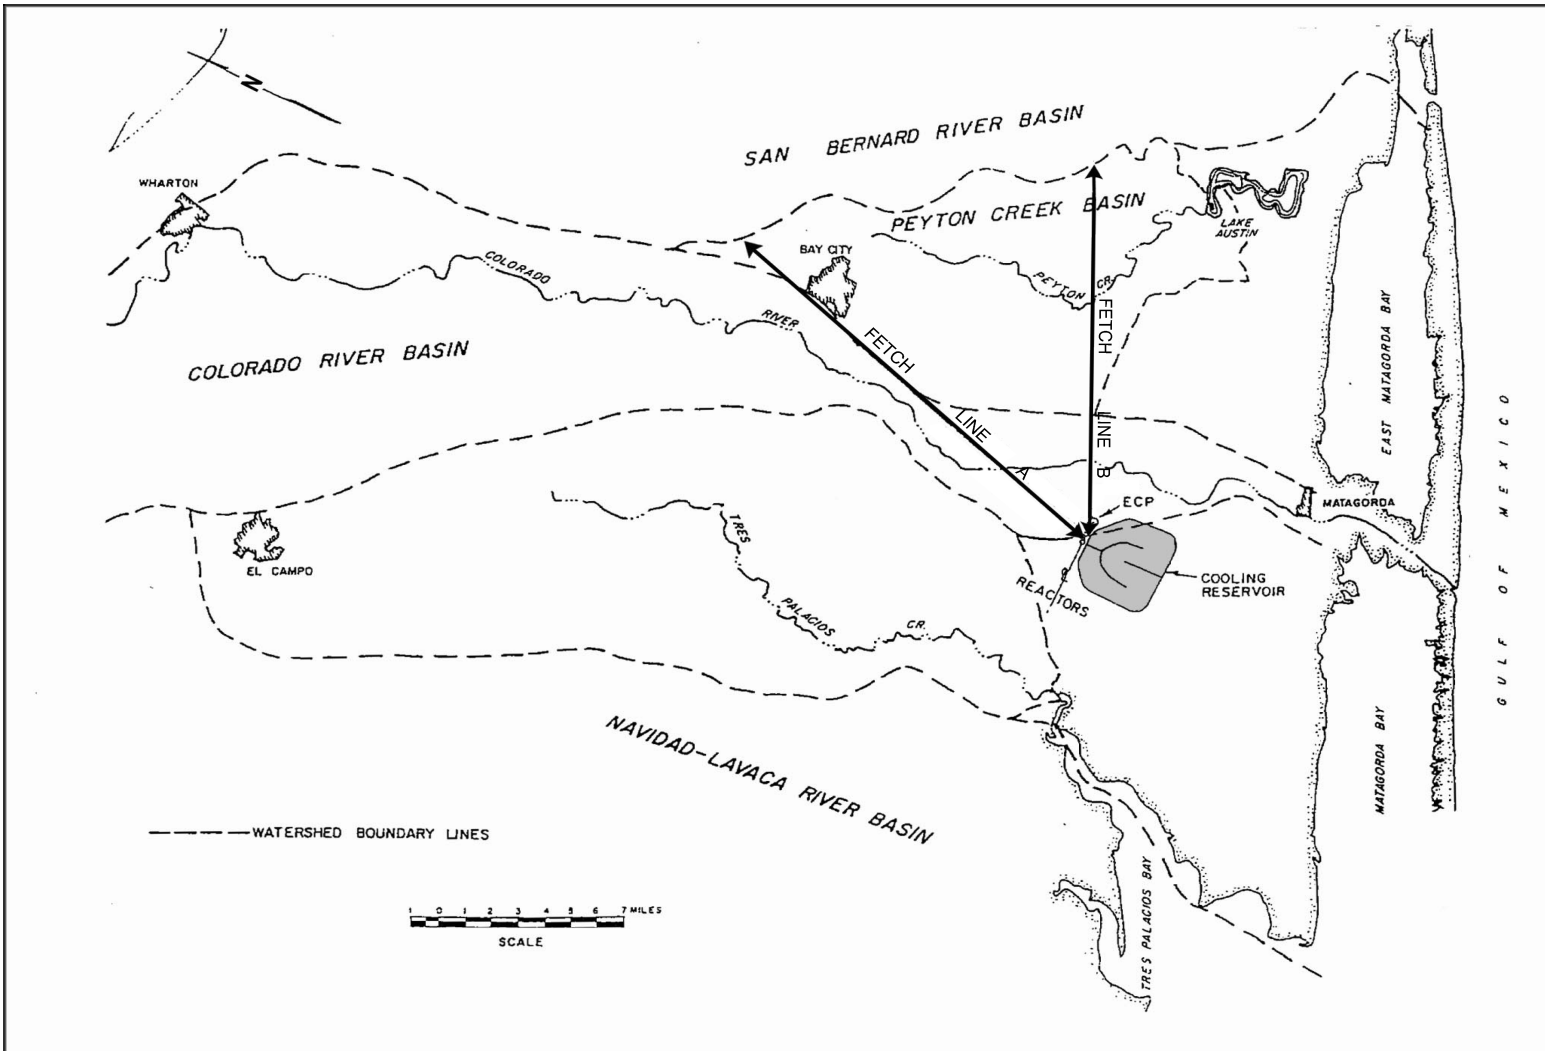 N
SAN BERNARD RIVER BASIN
WHARTON
PEYTON CREEK BASIN
LAKE
AUSTIN
BAY CITY
COLORADO
RIVER
PEYTON CR.
FETCH
LINE
A
FETCH
LINE
B
COLORADO RIVER BASIN
EAST MATAGORDA BAY
GULF OF MEXICO
ECP
MATAGORDA
TRES
PALACIOS
CR.
EL CAMPO
REACTORS
COOLING
RESERVOIR
NAVIDAD-LAVACA RIVER BASIN
MATAGORDA BAY
WATERSHED BOUNDARY LINES
TRES PALACIOS BAY
1 0 1 2 3 4 5 6 7 MILES
SCALE